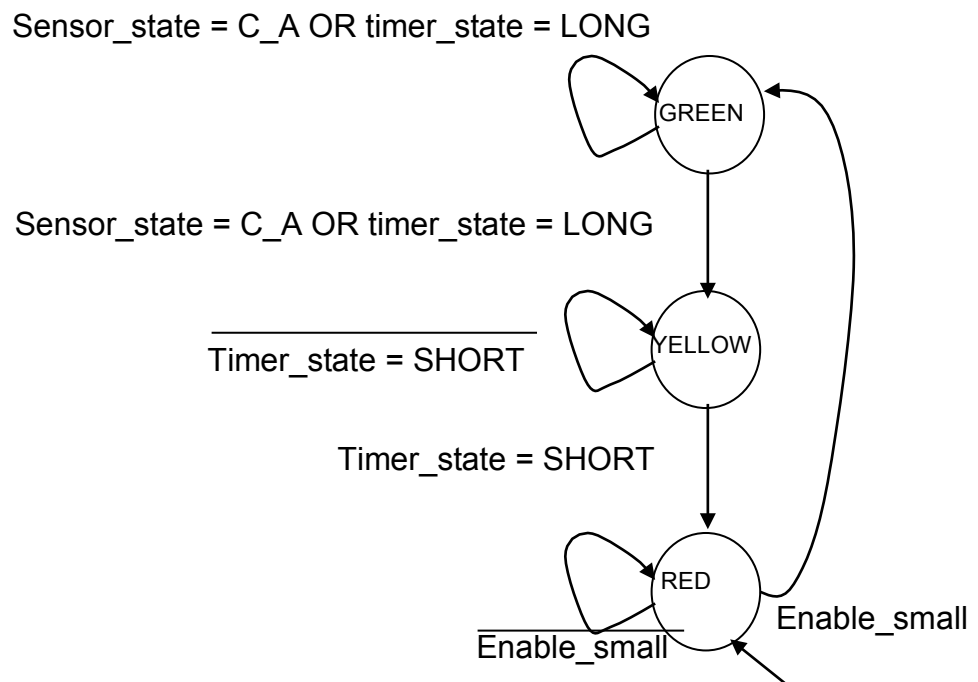 Sensor_state = C_A OR timer_state = LONG
GREEN
Sensor_state = C_A OR timer_state = LONG
YELLOW
Timer_state = SHORT
Timer_state = SHORT
RED
Enable_small
Enable_small